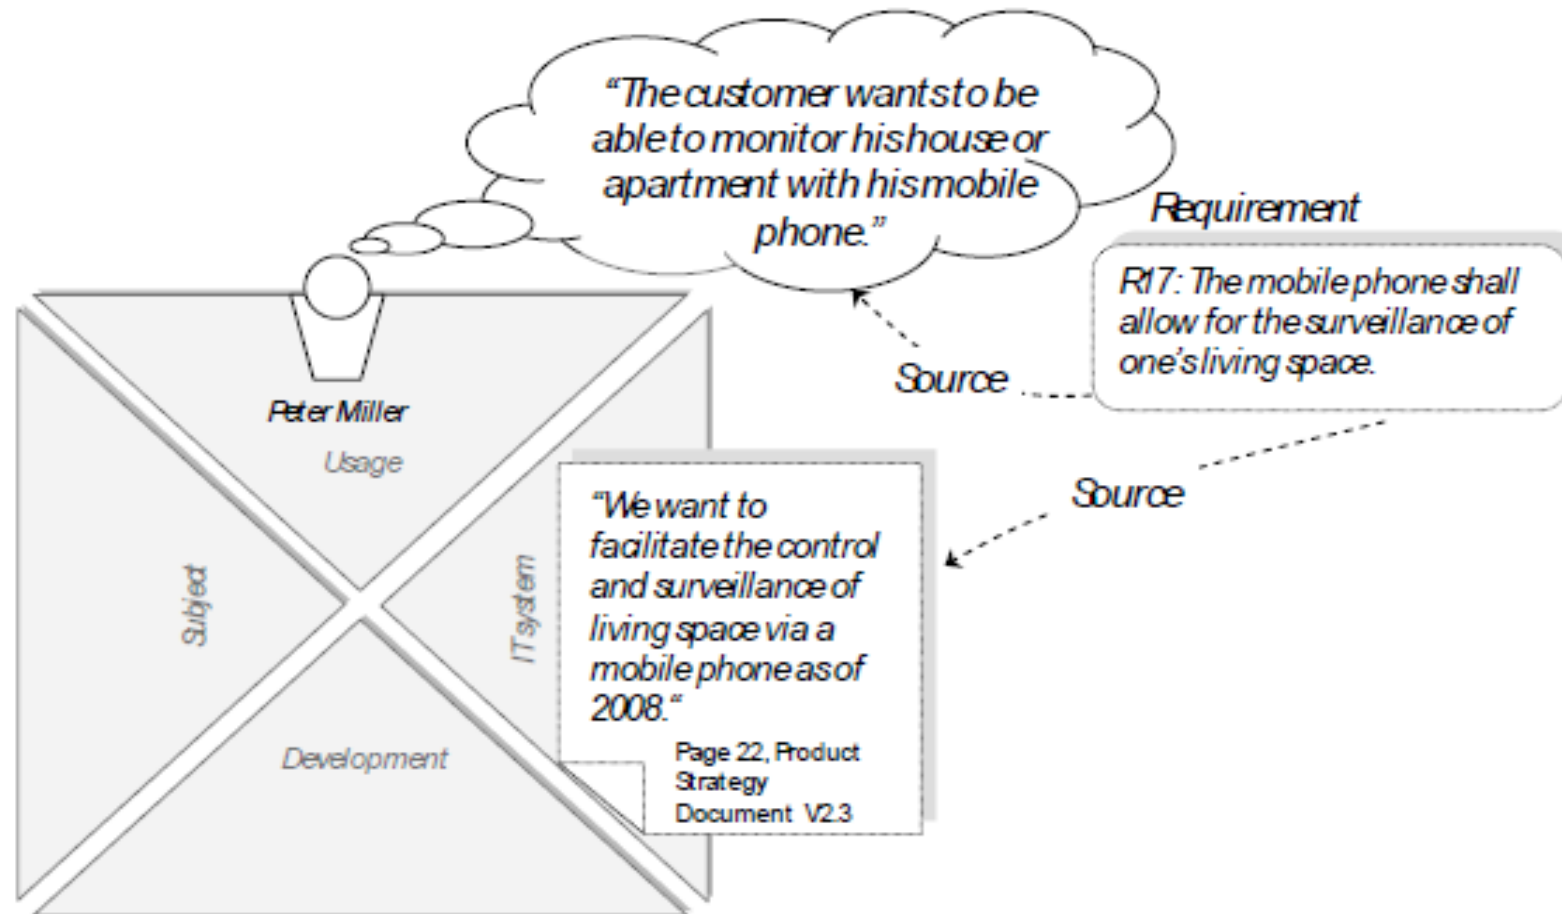 “The customer wants to be
able to monitor his house or
apartment with his mobile
phone.”
Requirement
R17: The mobile phone shall
allow for the surveillance of
one’s living space.
Source
Peter Miller
Usage
Source
“We want to
facilitate the control
and surveillance of
living space via a
mobile phone as of
2008.“
Page 22, Product
Strategy
Document V2.3
Subject
IT system
Development